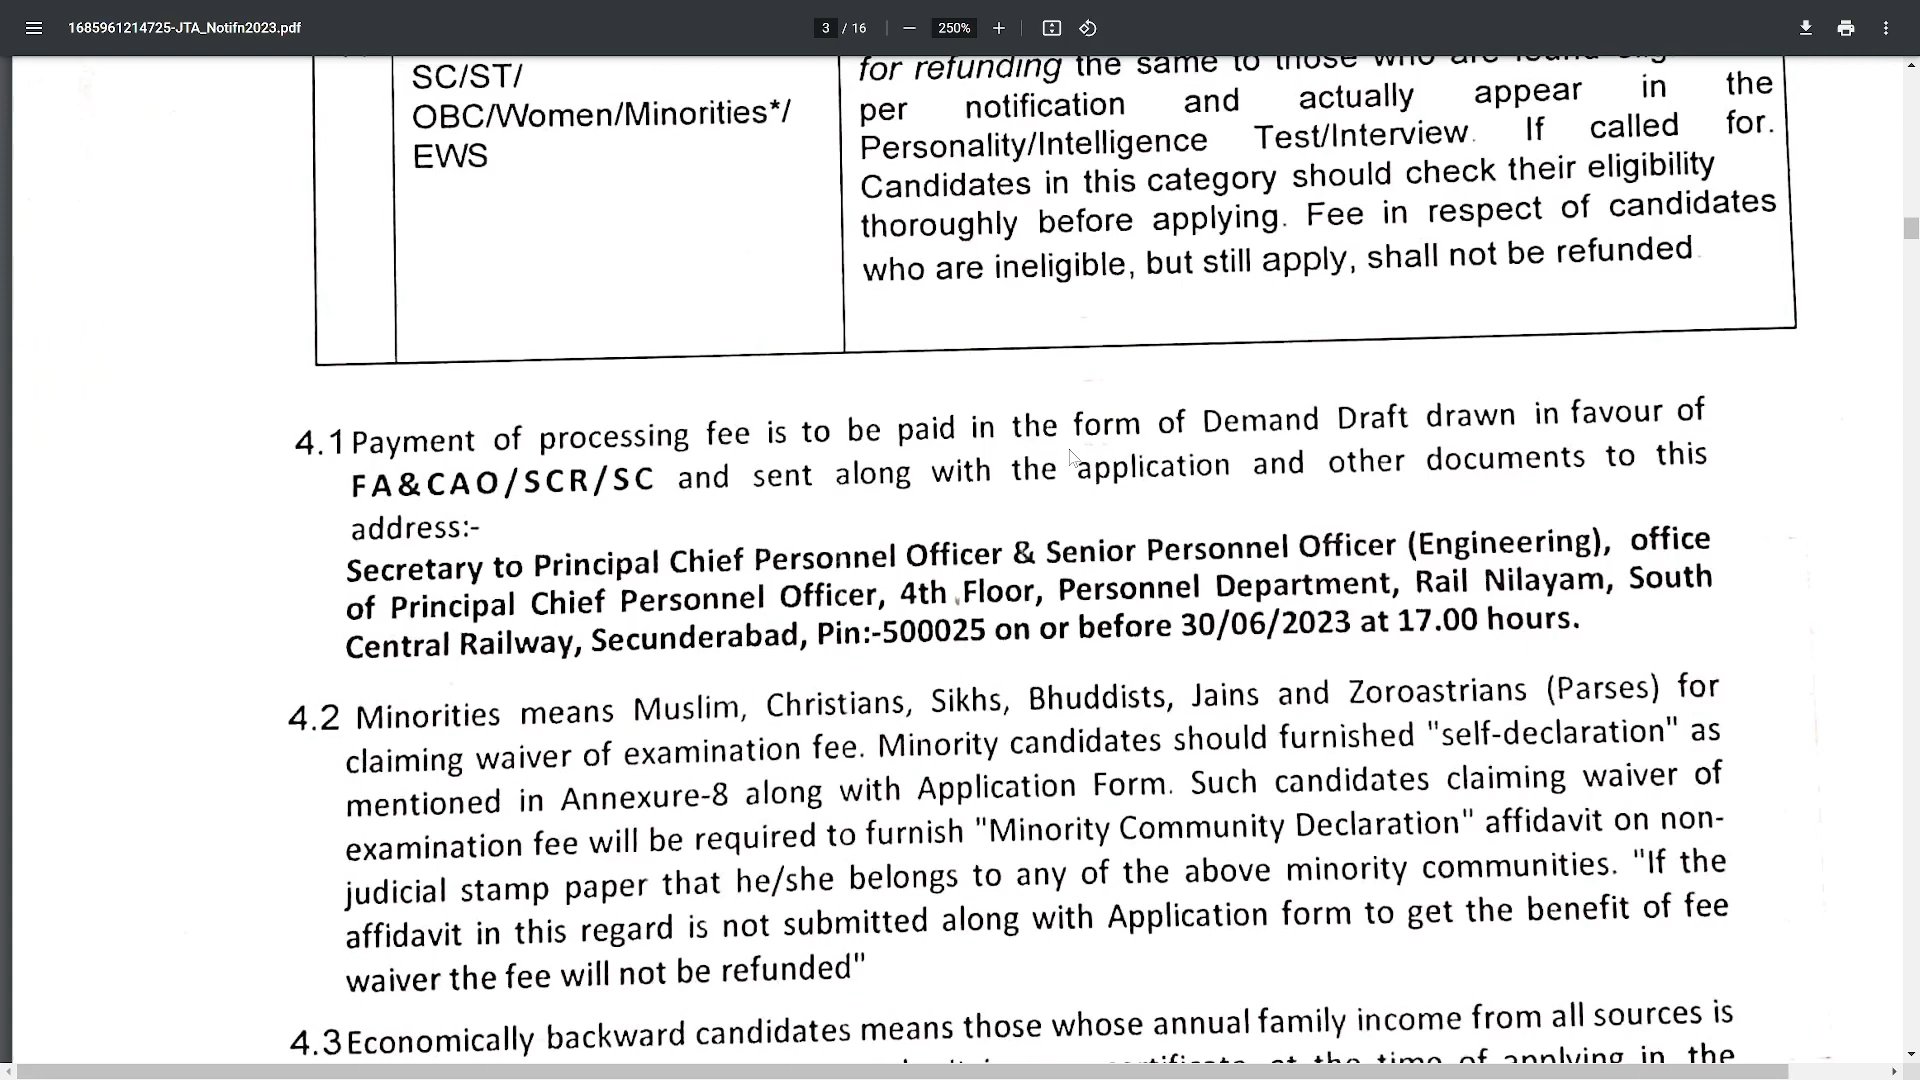 1685961214725-JTA_Notifn2023.pdf
3 / 16
250%
SC/ST/
OBC/Women/Minorities*/
EWS
for refunding the same to those who are found
per notification and actually appear in the
Personality/Intelligence Test/Interview. If called for.
Candidates in this category should check their eligibility
thoroughly before applying. Fee in respect of candidates
who are ineligible, but still apply, shall not be refunded.
4.1 Payment of processing fee is to be paid in the form of Demand Draft drawn in favour of
FA&CAO/SCR/SC and sent along with the application and other documents to this
address:-
Secretary to Principal Chief Personnel Officer & Senior Personnel Officer (Engineering), office
of Principal Chief Personnel Officer, 4th Floor, Personnel Department, Rail Nilayam, South
Central Railway, Secunderabad, Pin:-500025 on or before 30/06/2023 at 17.00 hours.
4.2 Minorities means Muslim, Christians, Sikhs, Bhuddists, Jains and Zoroastrians (Parses) for
claiming waiver of examination fee. Minority candidates should furnished "self-declaration" as
mentioned in Annexure-8 along with Application Form. Such candidates claiming waiver of
examination fee will be required to furnish "Minority Community Declaration" affidavit on non-
judicial stamp paper that he/she belongs to any of the above minority communities. "If the
affidavit in this regard is not submitted along with Application form to get the benefit of fee
waiver the fee will not be refunded"
4.3 Economically backward candidates means those whose annual family income from all sources is
at the time of applying in the